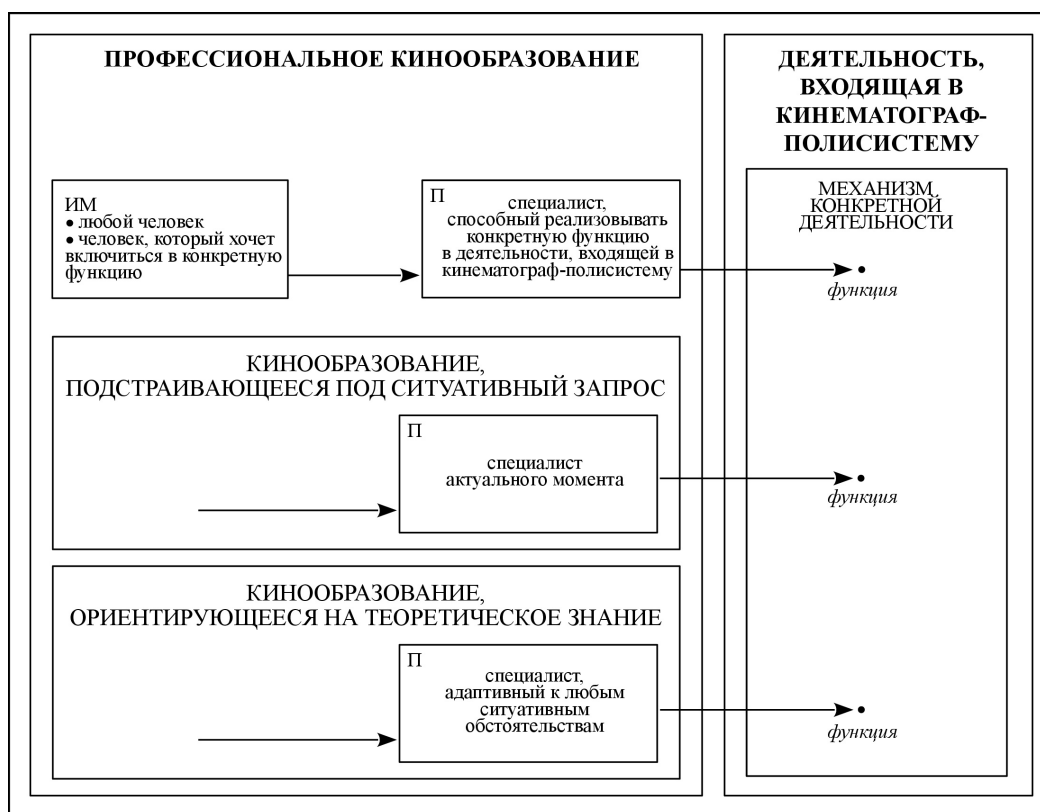 ПРОФЕССИОНАЛЬНОЕ КИНООБРАЗОВАНИЕ
ИМ
• любой человек
• человек, который хочет
включиться в конкретную
функцию
П
специалист,
способный реализовывать
конкретную функцию
в деятельности, входящей в
кинематограф-полисистему
КИНООБРАЗОВАНИЕ,
ПОДСТРАИВАЮЩЕЕСЯ ПОД СИТУАТИВНЫЙ ЗАПРОС
П
специалист
актуального момента
КИНООБРАЗОВАНИЕ,
ОРИЕНТИРУЮЩЕЕСЯ НА ТЕОРЕТИЧЕСКОЕ ЗНАНИЕ
П
специалист,
адаптивный к любым
ситуативным
обстоятельствам
ДЕЯТЕЛЬНОСТЬ,
ВХОДЯЩАЯ В
КИНЕМАТОГРАФ-
ПОЛИСИСТЕМУ
МЕХАНИЗМ
КОНКРЕТНОЙ
ДЕЯТЕЛЬНОСТИ
функция
функция
функция